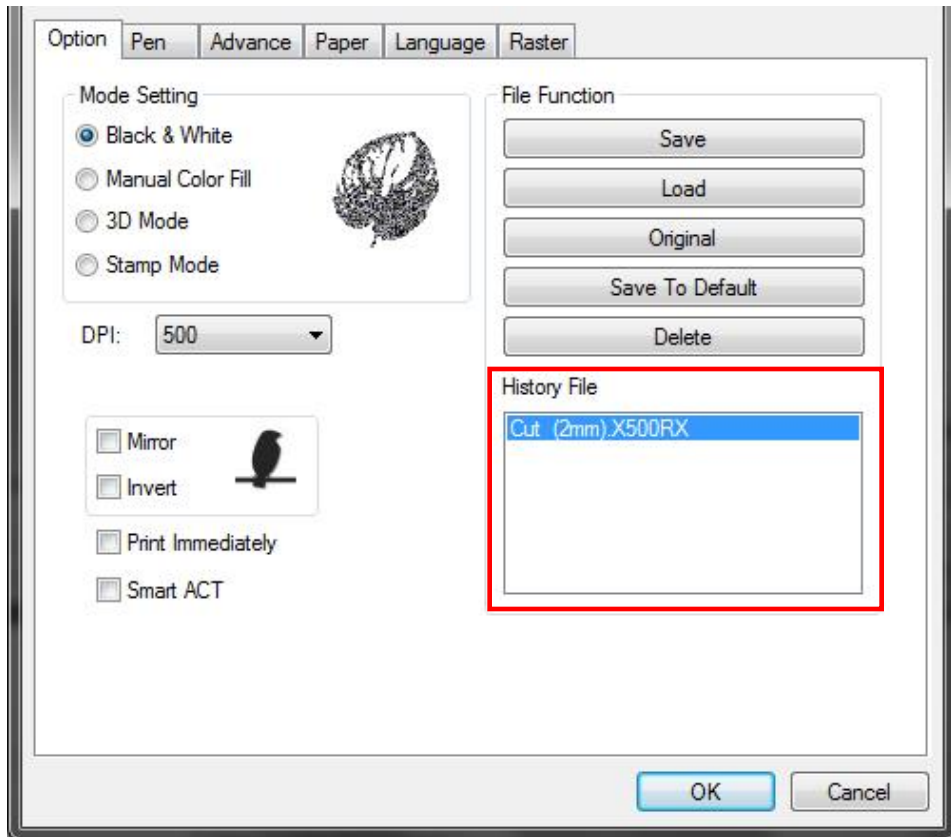 Option Pen Advance Paper Language Raster
Mode Setting
Black & White
Manual Color Fill
3D Mode
Stamp Mode
DPI: 500
Mirror
Invert
Print Immediately
Smart ACT
File Function
Save
Load
Original
Save To Default
Delete
History File
Cut (2mm).X500RX
OK Cancel